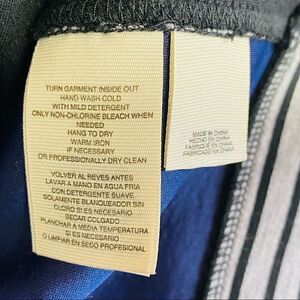 TURN GARMENT INSIDE OUT
HAND WASH COLD
WITH MILD DETERGENT
ONLY NON-CHLORINE BLEACH WHEN
NEEDED
HANG TO DRY
WARM IRON
IF NECESSARY
OR PROFESSIONALLY DRY CLEAN
VOLVER AL REVES ANTES
LAVAR A MANO EN AGUA FRIA
CON DETERGENTE SUAVE
SOLAMENTE BLANQUEADOR SIN
CLORO SI ES NECESARIO
SECAR COLGADO
PLANCHAR A MEDIA TEMPERATURA
SI ES NECESARIO
O LIMPIAR EN SECO PROFESIONAL
MADE IN CHINA
HECHO EN CHINA
FABRIQUÉ EN CHINE
FABRICADO NA CHINA